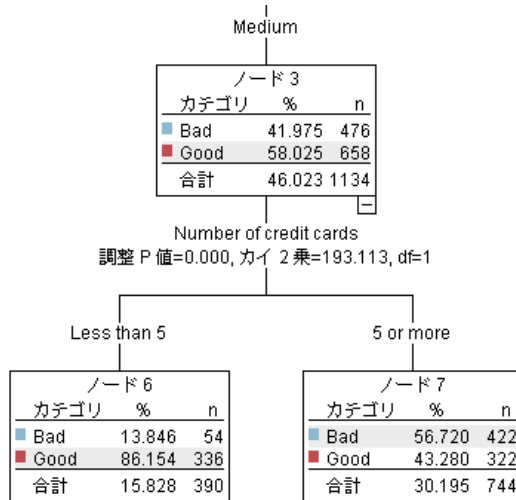 Medium
ノード 3
カテゴリ % n
Bad 41.975 476
Good 58.025 658
合計 46.023 1134
Number of credit cards
調整 P 値=0.000, カイ 2 乗=193.113, df=1
Less than 5
5 or more
ノード 6
カテゴリ % n
Bad 13.846 54
Good 86.154 336
合計 15.828 390
ノード 7
カテゴリ % n
Bad 56.720 422
Good 43.280 322
合計 30.195 744